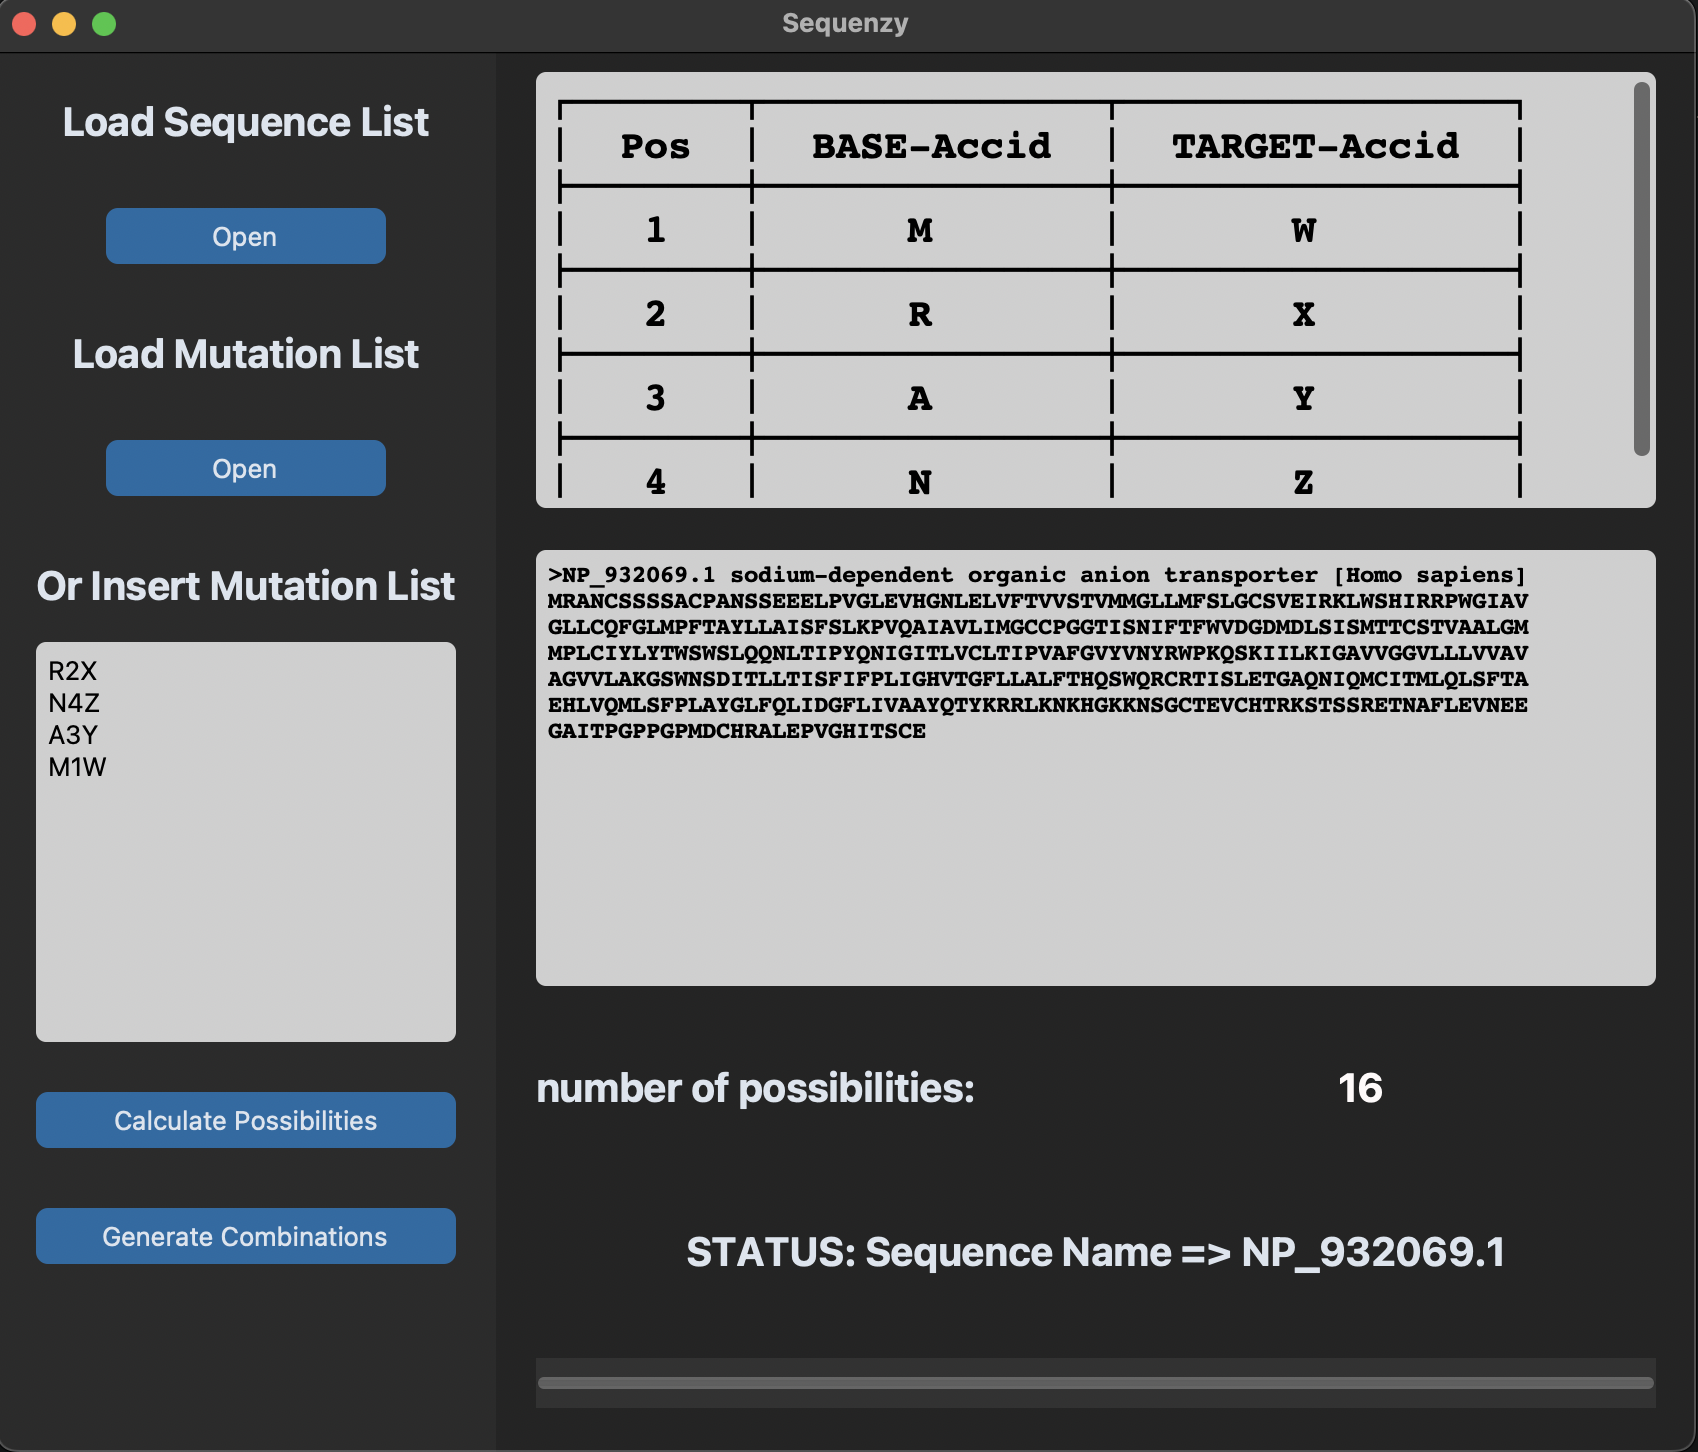 Sequenzy
Load Sequence List
Open
Load Mutation List
Open
Or Insert Mutation List
R2X
N4Z
A3Y
M1W
Calculate Possibilities
Generate Combinations
Pos BASE-Accid TARGET-Accid
1 M W
2 R X
3 A Y
4 N Z
>NP_932069.1 sodium-dependent organic anion transporter [Homo sapiens]
MRANCSSSSACPANSSEEELPVGLEVHGNLELVFTVVSTVMMGLLMFSLGCSVEIRKLWSHIRRPWGIAV
GLLCQFGLMPFTAYLLAISFSLKPVQAIAVLIMGCCPGGTISNIFTFWVDGDMDLSISMTTCSTVAALGM
MPLCIYLYTWSWSLQQNLTIPYQNIGITLVCLTIPVAFGVYVNYRWPKQSKIILKIGAVVGGVLLLVVAV
AGVVLAKGSWNSDITLLTISFIFPLIGHVTGFLLALFTHQSWQRCRTISLETGAQNIQMCITMLQLSFTA
EHLVQMLSFPLAYGLFQLIDGFLIVAAYQTYKRRLKNKHGKKNSGCTEVCHTRKSTSSRETNAFLEVNEE
GAITPGPPGPMDCHRALEPVGHITSCE
number of possibilities: 16
STATUS: Sequence Name => NP_932069.1